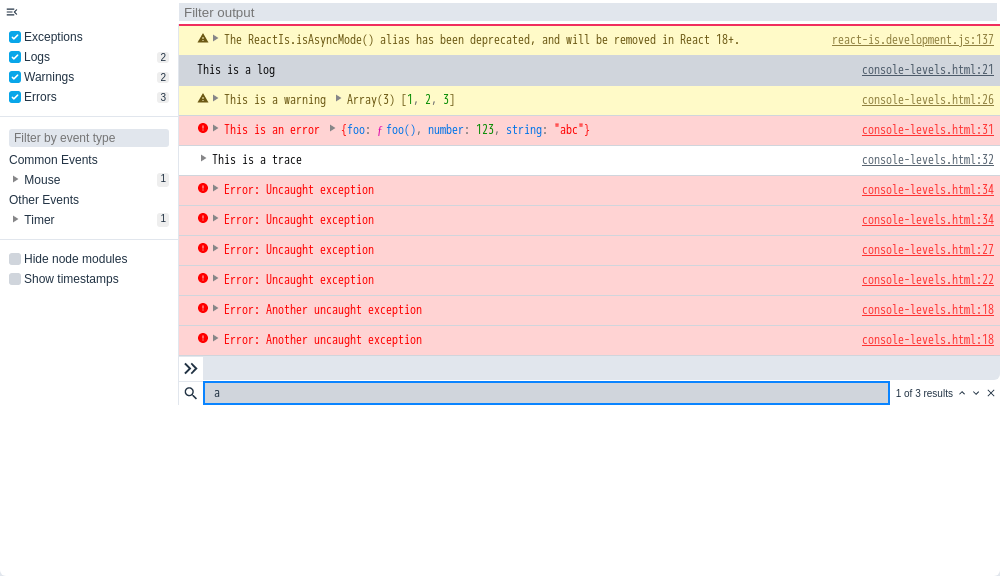 Filter output
Exceptions
Logs 2
Warnings 2
Errors 3
Filter by event type
Common Events
Mouse 1
Other Events
Timer 1
Hide node modules
Show timestamps
The ReactIs.isAsyncMode() alias has been deprecated, and will be removed in React 18+. react-is.development.js:137
This is a log console-levels.html:21
This is a warning Array(3) [1, 2, 3] console-levels.html:26
This is an error {foo: ƒ foo(), number: 123, string: "abc"} console-levels.html:31
This is a trace console-levels.html:32
Error: Uncaught exception console-levels.html:34
Error: Uncaught exception console-levels.html:34
Error: Uncaught exception console-levels.html:27
Error: Uncaught exception console-levels.html:22
Error: Another uncaught exception console-levels.html:18
Error: Another uncaught exception console-levels.html:18
a 1 of 3 results